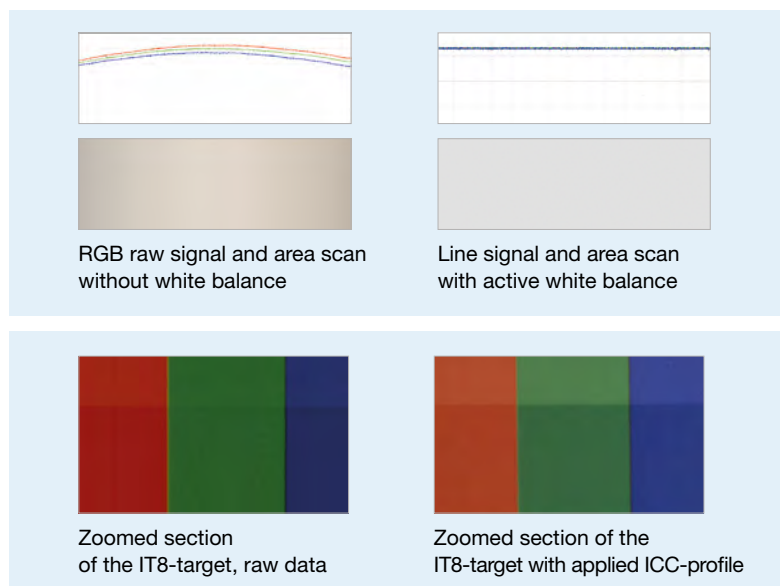 RGB raw signal and area scan
without white balance
Line signal and area scan
with active white balance
Zoomed section
of the IT8-target, raw data
Zoomed section of the
IT8-target with applied ICC-profile